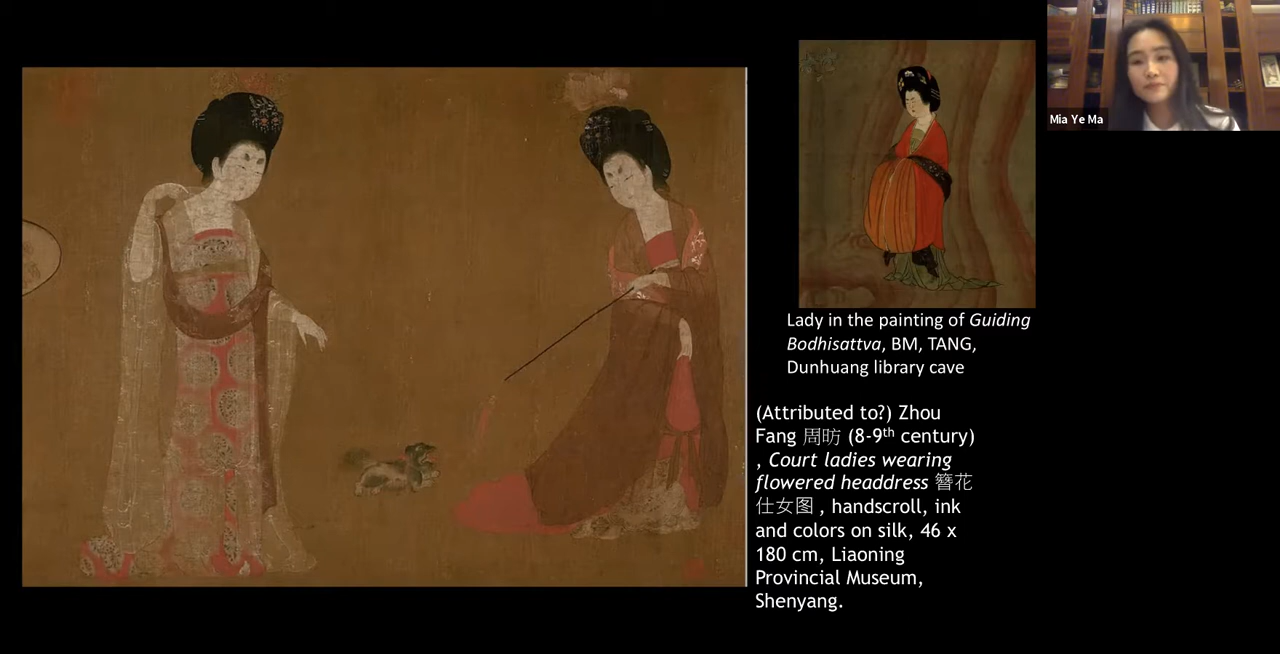 Mia Ye Ma
Lady in the painting of Guiding
Bodhisattva, BM, TANG,
Dunhuang library cave
(Attributed to?) Zhou
Fang 周昉 (8-9th century)
, Court ladies wearing
flowered headdress 簪花
仕女图 , handscroll, ink
and colors on silk, 46 x
180 cm, Liaoning
Provincial Museum,
Shenyang.